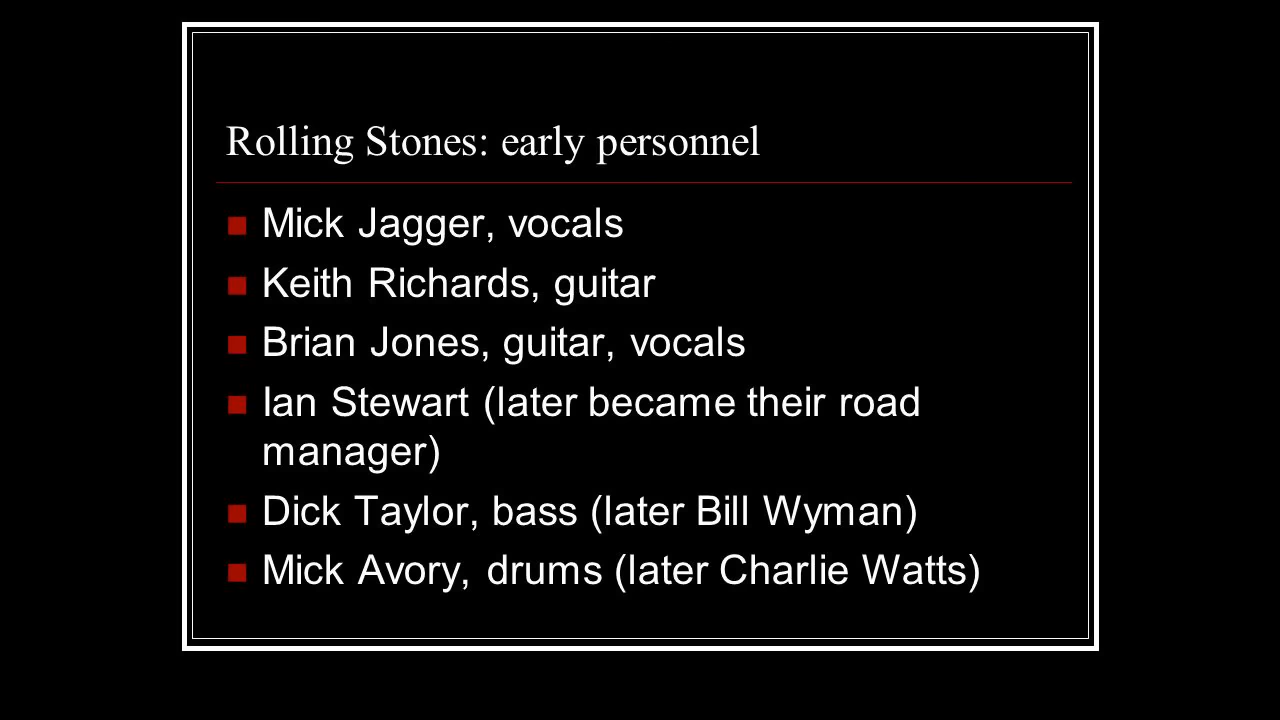 Rolling Stones: early personnel
Mick Jagger, vocals
Keith Richards, guitar
Brian Jones, guitar, vocals
Ian Stewart (later became their road
manager)
Dick Taylor, bass (later Bill Wyman)
Mick Avory, drums (later Charlie Watts)